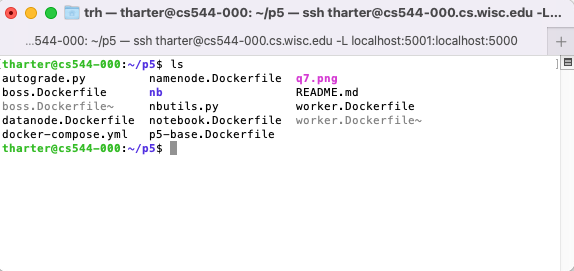 trh — tharter@cs544-000: ~/p5 — ssh tharter@cs544-000.cs.wisc.edu -L...
...544-000: ~/p5 — ssh tharter@cs544-000.cs.wisc.edu -L localhost:5001:localhost:5000 +
[tharter@cs544-000:~/p5$ ls ]
autograde.py namenode.Dockerfile q7.png
boss.Dockerfile nb README.md
boss.Dockerfile~ nbutils.py worker.Dockerfile
datanode.Dockerfile notebook.Dockerfile worker.Dockerfile~
docker-compose.yml p5-base.Dockerfile
tharter@cs544-000:~/p5$